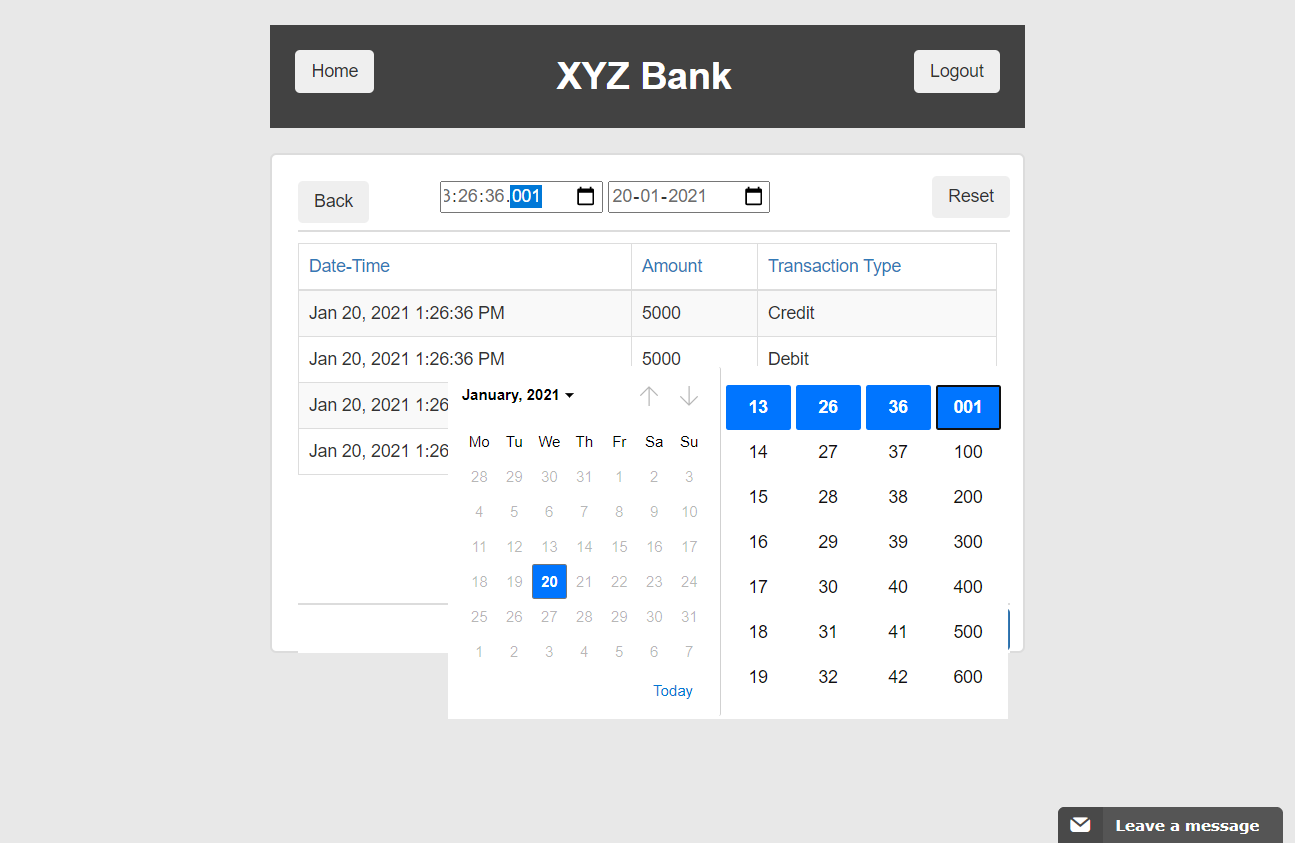 Home XYZ Bank Logout
Back :26:36.001 20-01-2021 Reset
Date-Time Amount Transaction Type
Jan 20, 2021 1:26:36 PM 5000 Credit
Jan 20, 2021 1:26:36 PM 5000 Debit
Jan 20, 2021 1:26
Jan 20, 2021 1:26
January, 2021
Mo Tu We Th Fr Sa Su
28 29 30 31 1 2 3
4 5 6 7 8 9 10
11 12 13 14 15 16 17
18 19 20 21 22 23 24
25 26 27 28 29 30 31
1 2 3 4 5 6 7
Today
13 26 36 001
14 27 37 100
15 28 38 200
16 29 39 300
17 30 40 400
18 31 41 500
19 32 42 600
Leave a message